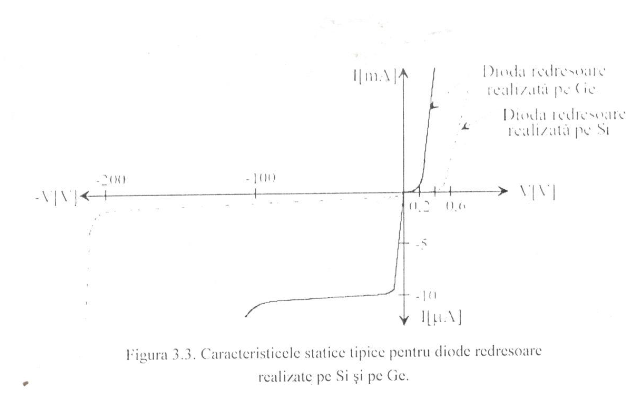 I[mA]
Dioda redresoare
realizată pe Ge
Dioda redresoare
realizată pe Si
-200
-100
-V[V]
V[V]
0,2
0,6
-5
-10
I[µA]
Figura 3.3. Caracteristicele statice tipice pentru diode redresoare
realizate pe Si şi pe Ge.